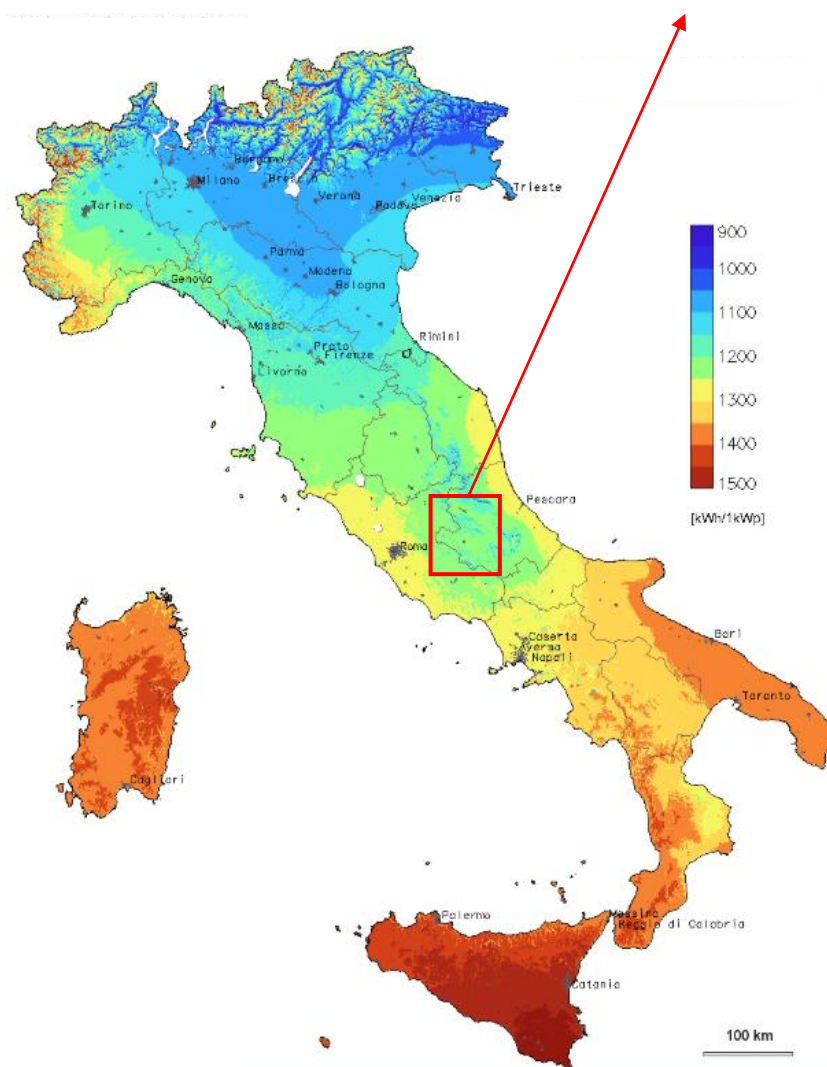 Bergamo
Milano
Brescia
Trieste
Verona
Venezia
Padova
Torino
Parma
Modena
Genova
Bologna
Massa
Rimini
Prato
Firenze
Livorno
Pescara
Roma
Bari
Caserta
Napoli
Taranto
Cagliari
Messina
Palermo
Reggio di Calabria
Catania
900
1000
1100
1200
1300
1400
1500
[kWh/1kWp]
100 km